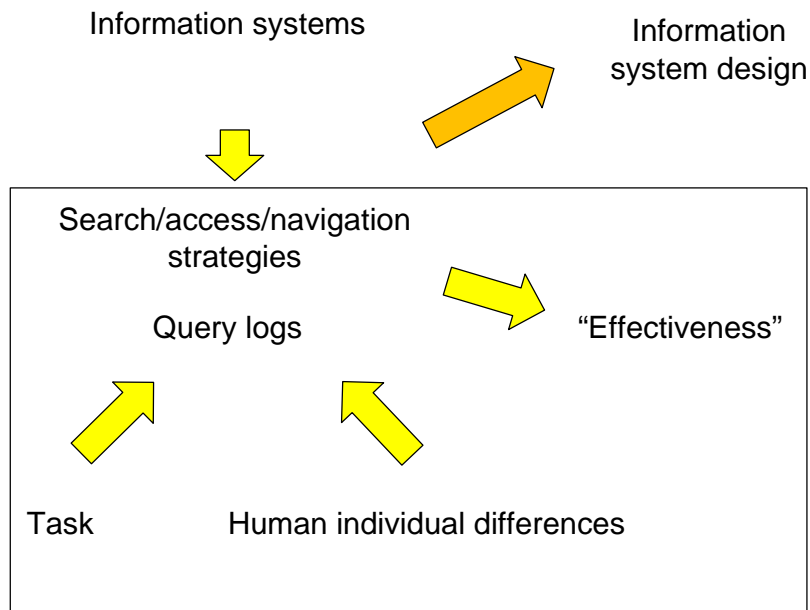 Information systems
Information
system design
Search/access/navigation
strategies
Query logs
“Effectiveness”
Task
Human individual differences